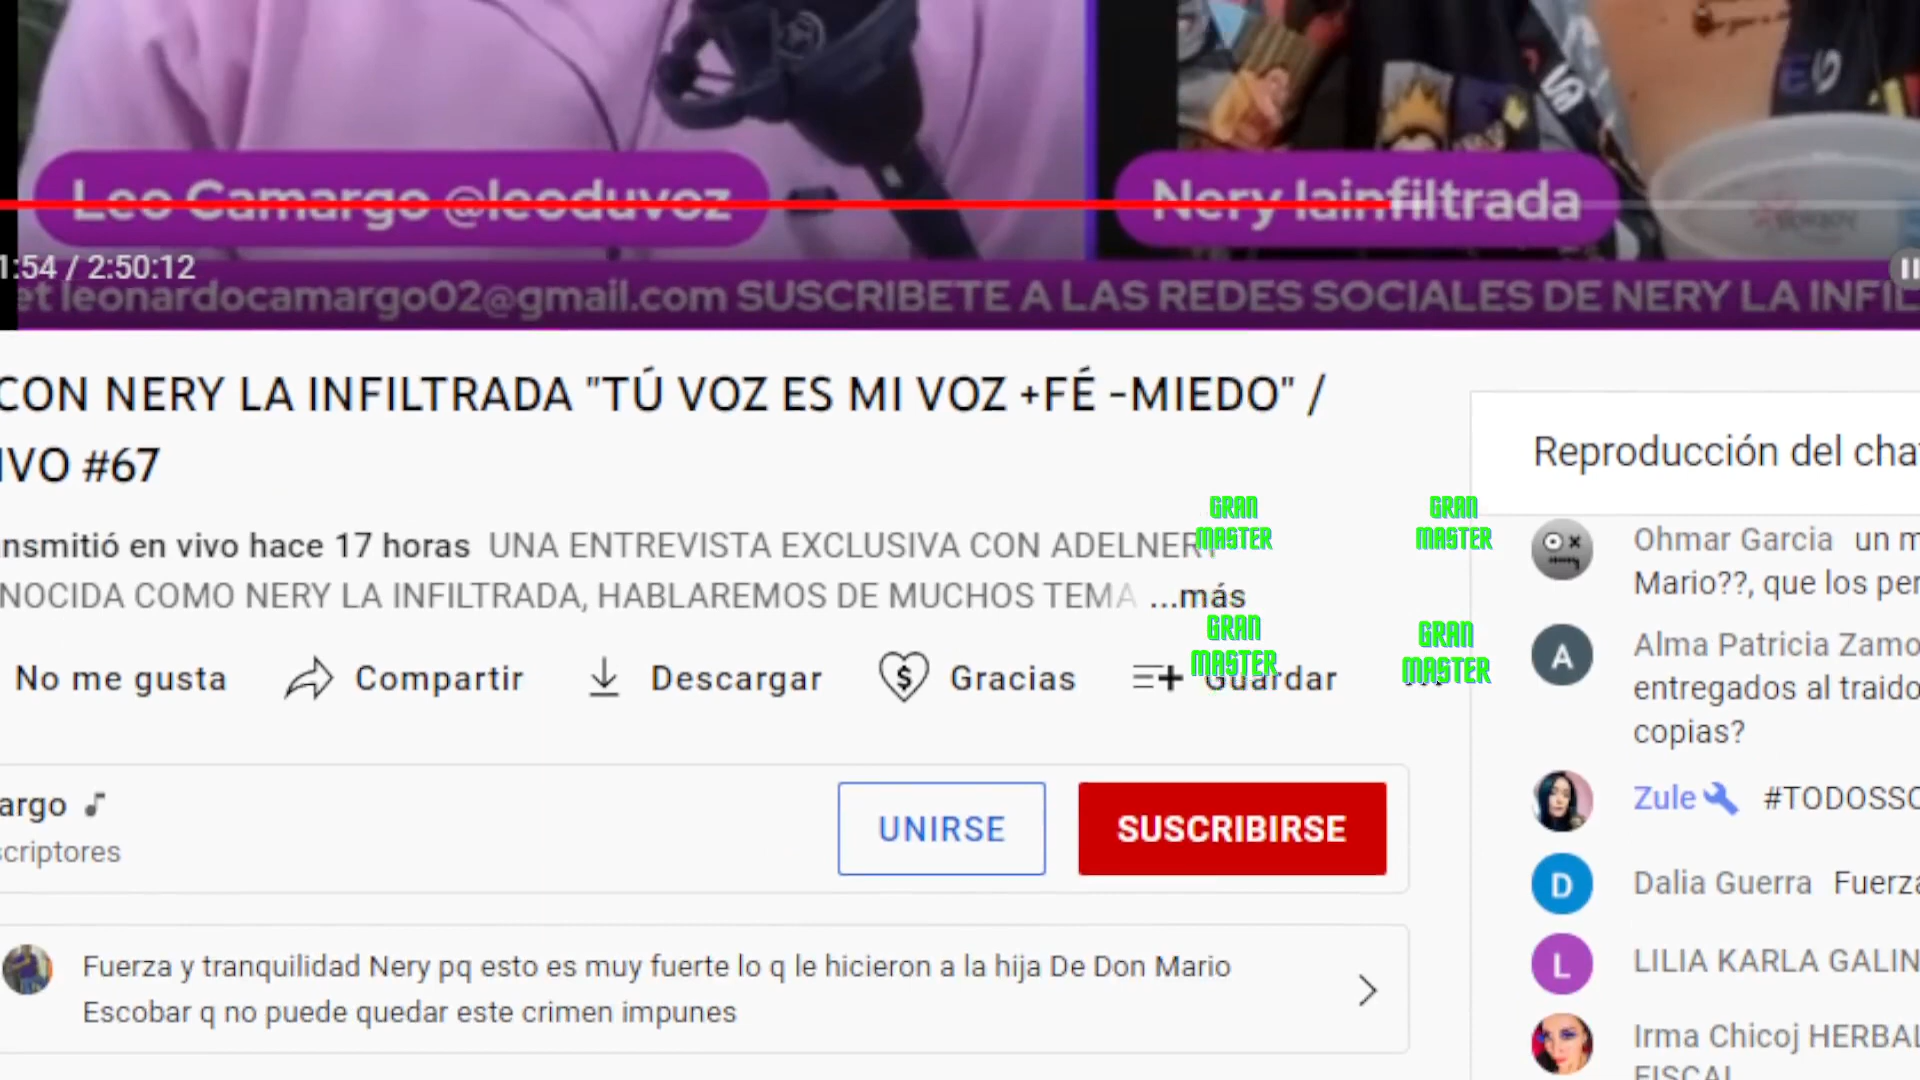 Leo Camargo @leoduvoz
Nery lainfiltrada
1:54 / 2:50:12
et leonardocamargo02@gmail.com SUSCRIBETE A LAS REDES SOCIALES DE NERY LA INFIL
CON NERY LA INFILTRADA "TÚ VOZ ES MI VOZ +FÉ -MIEDO" /
IVO #67
nsmitió en vivo hace 17 horas UNA ENTREVISTA EXCLUSIVA CON ADELNERY
NOCIDA COMO NERY LA INFILTRADA, HABLAREMOS DE MUCHOS TEMA ...más
GRAN
MASTER
GRAN
MASTER
GRAN
MASTER
GRAN
MASTER
No me gusta
Compartir
Descargar
Gracias
Guardar
argo
scriptores
UNIRSE
SUSCRIBIRSE
Fuerza y tranquilidad Nery pq esto es muy fuerte lo q le hicieron a la hija De Don Mario
Escobar q no puede quedar este crimen impunes
Reproducción del cha
Ohmar Garcia un m
Mario??, que los per
A
Alma Patricia Zamo
entregados al traido
copias?
Zule #TODOSSO
D
Dalia Guerra Fuerza
L
LILIA KARLA GALIN
Irma Chicoj HERBAL
FISCAL